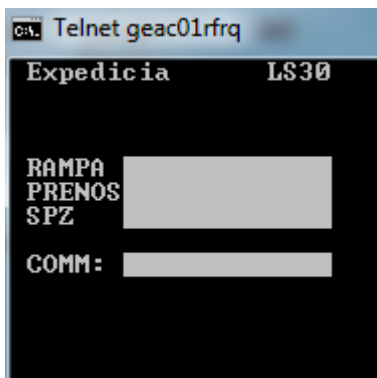 Telnet geac01rfrq
Expedicia LS30
RAMPA
PRENOS
SPZ
COMM: